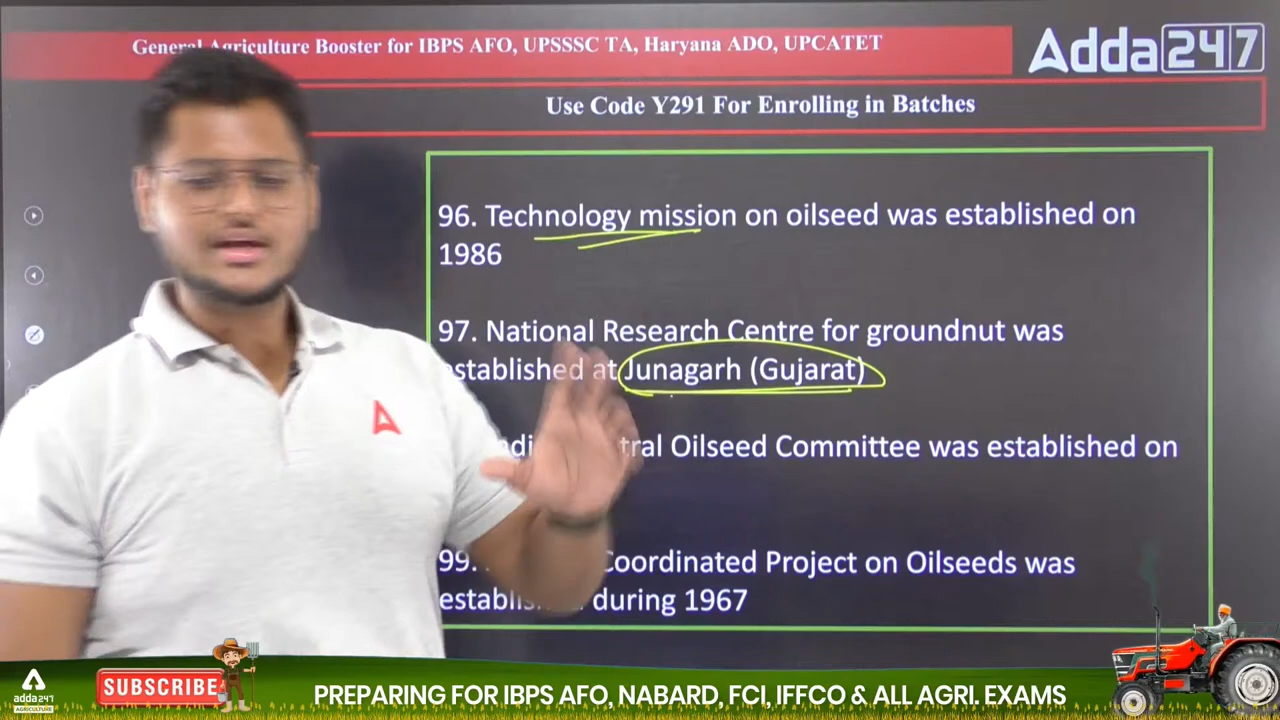 General Agriculture Booster for IBPS AFO, UPSSSC TA, Haryana ADO, UPCATET
Adda247
Use Code Y291 For Enrolling in Batches
96. Technology mission on oilseed was established on
1986
97. National Research Centre for groundnut was
established at Junagarh (Gujarat)
Oilseed Committee was established on
99. Coordinated Project on Oilseeds was
during 1967
A
adda247
AGRICULTURE
SUBSCRIBE
PREPARING FOR IBPS AFO, NABARD, FCI, IFFCO & ALL AGRI. EXAMS